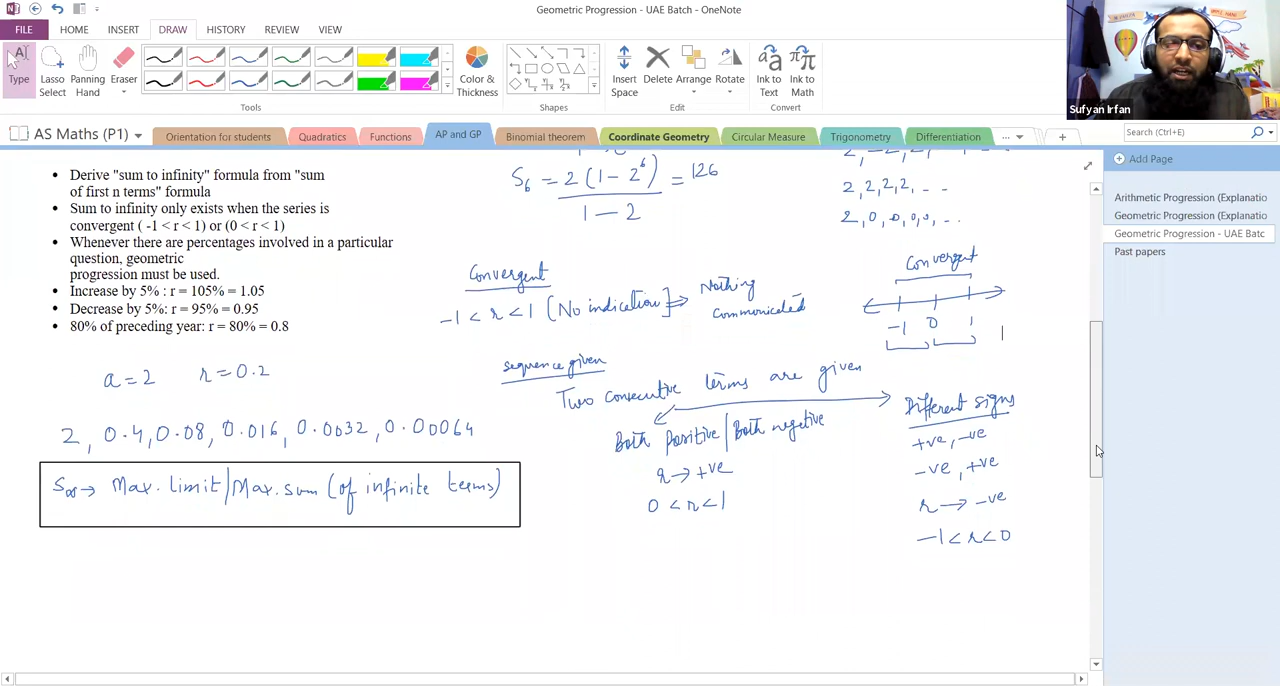 Geometric Progression - UAE Batch - OneNote
FILE HOME INSERT DRAW HISTORY REVIEW VIEW
Type
Lasso Select
Panning Hand
Eraser
Color & Thickness
Insert Space
Delete
Arrange
Rotate
Ink to Text
Ink to Math
Tools
Shapes
Edit
Convert
Sufyan Irfan
AS Maths (P1)
Orientation for students
Quadratics
Functions
AP and GP
Binomial theorem
Coordinate Geometry
Circular Measure
Trigonometry
Differentiation
...
Search (Ctrl+E)
Add Page
Arithmetic Progression (Explanatio
Geometric Progression (Explanatio
Geometric Progression - UAE Batc
Past papers
• Derive "sum to infinity" formula from "sum
of first n terms" formula
• Sum to infinity only exists when the series is
convergent ( -1 < r < 1) or (0 < r < 1)
• Whenever there are percentages involved in a particular
question, geometric
progression must be used.
• Increase by 5% : r = 105% = 1.05
• Decrease by 5%: r = 95% = 0.95
• 80% of preceding year: r = 80% = 0.8
S₆ = 2(1 - 2⁶) = 126
1 - 2
2, 2, 2, 2, - -
2, 0, 0, 0, 0, ..
Convergent
-1 < r < 1 [No indication] ⇒ Nothing
Communicated
Convergent
-1 0 1
a = 2 r = 0.2
2, 0.4, 0.08, 0.016, 0.0032, 0.00064
S∞ → Max. limit/Max. sum (of infinite terms)
sequence given
Two consecutive terms are given
Both positive/Both negative
r → +ve
0 < r < 1
Different signs
+ve, -ve
-ve, +ve
r → -ve
-1 < r < 0